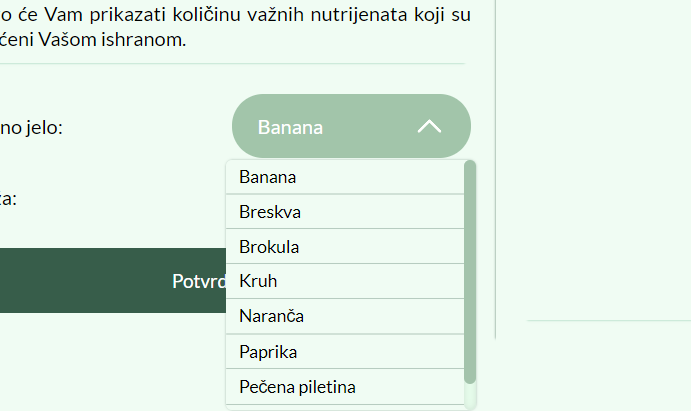 o će Vam prikazati količinu važnih nutrijenata koji su
ćeni Vašom ishranom.
no jelo:
Banana
Banana
Breskva
za:
Brokula
Potvrd
Kruh
Naranča
Paprika
Pečena piletina